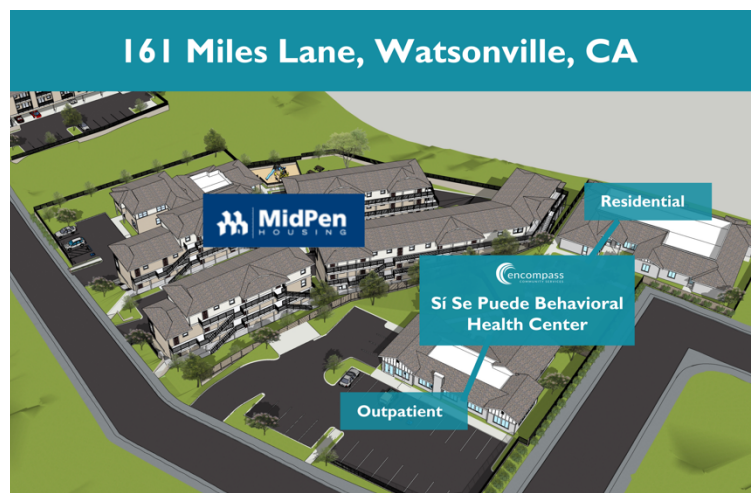 161 Miles Lane, Watsonville, CA
MidPen
HOUSING
Residential
encompass
COMMUNITY SERVICES
Sí Se Puede Behavioral
Health Center
Outpatient